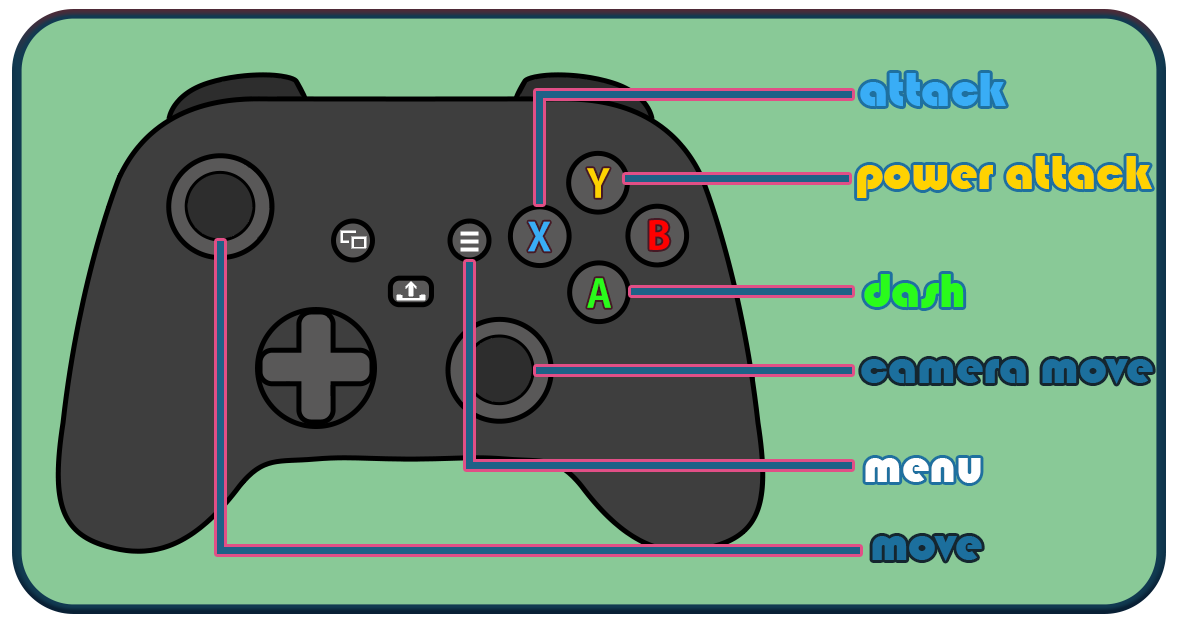 attack
Y
power attack
X
B
A
dash
camera move
menu
move